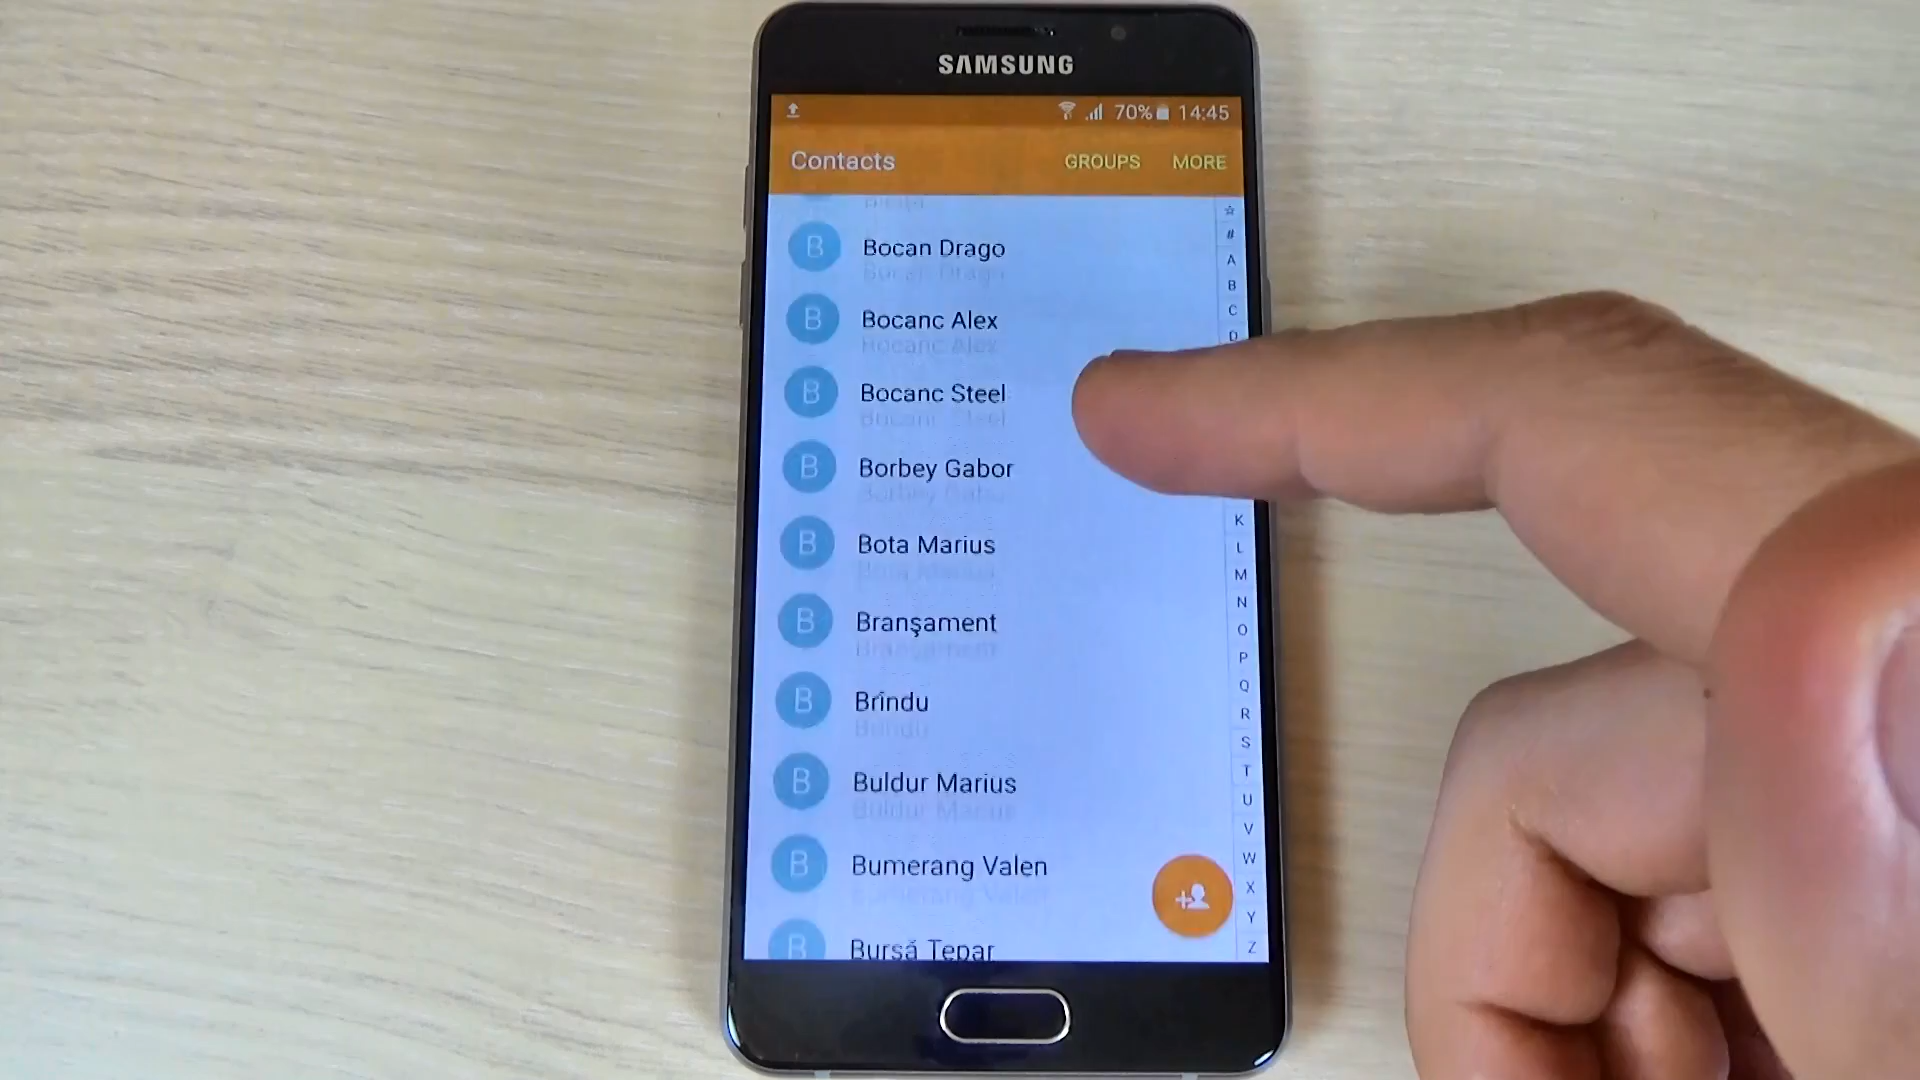 SAMSUNG
70% 14:45
Contacts GROUPS MORE
B Bocan Drago
B Bocanc Alex
B Bocanc Steel
B Borbey Gabor
B Bota Marius
B Branşament
B Brîndu
B Buldur Marius
B Bumerang Valen
B Bursă Tepar
#
A
B
C
D
K
L
M
N
O
P
Q
R
S
T
U
V
W
X
Y
Z